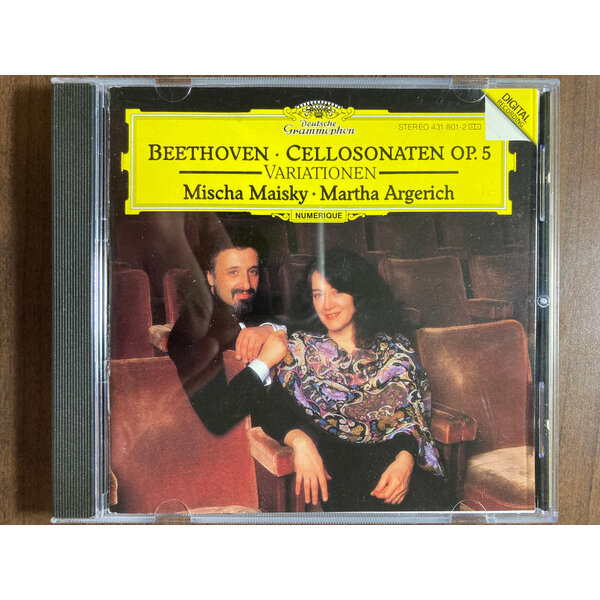 Deutsche
Grammophon
STEREO 431 801-2
DIGITAL
RECORDING
BEETHOVEN · CELLOSONATEN OP. 5
VARIATIONEN
Mischa Maisky · Martha Argerich
NUMERIQUE